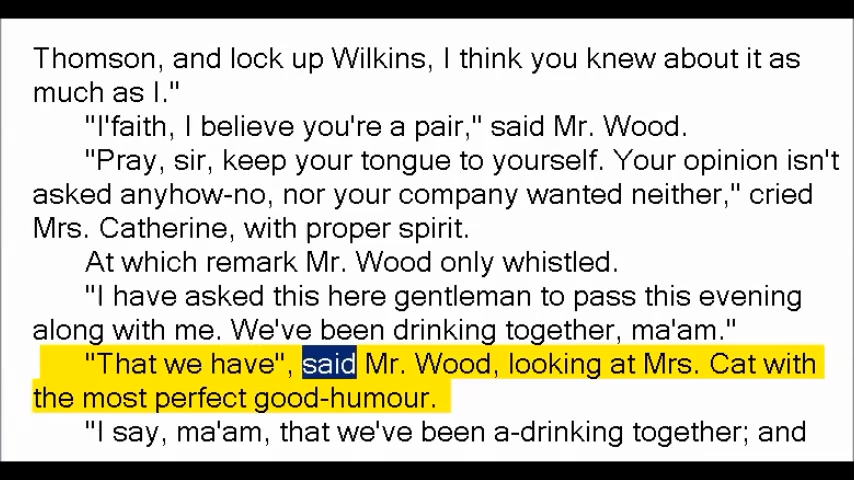 Thomson, and lock up Wilkins, I think you knew about it as
much as I."
"I'faith, I believe you're a pair," said Mr. Wood.
"Pray, sir, keep your tongue to yourself. Your opinion isn't
asked anyhow-no, nor your company wanted neither," cried
Mrs. Catherine, with proper spirit.
At which remark Mr. Wood only whistled.
"I have asked this here gentleman to pass this evening
along with me. We've been drinking together, ma'am."
"That we have", said Mr. Wood, looking at Mrs. Cat with
the most perfect good-humour.
"I say, ma'am, that we've been a-drinking together; and